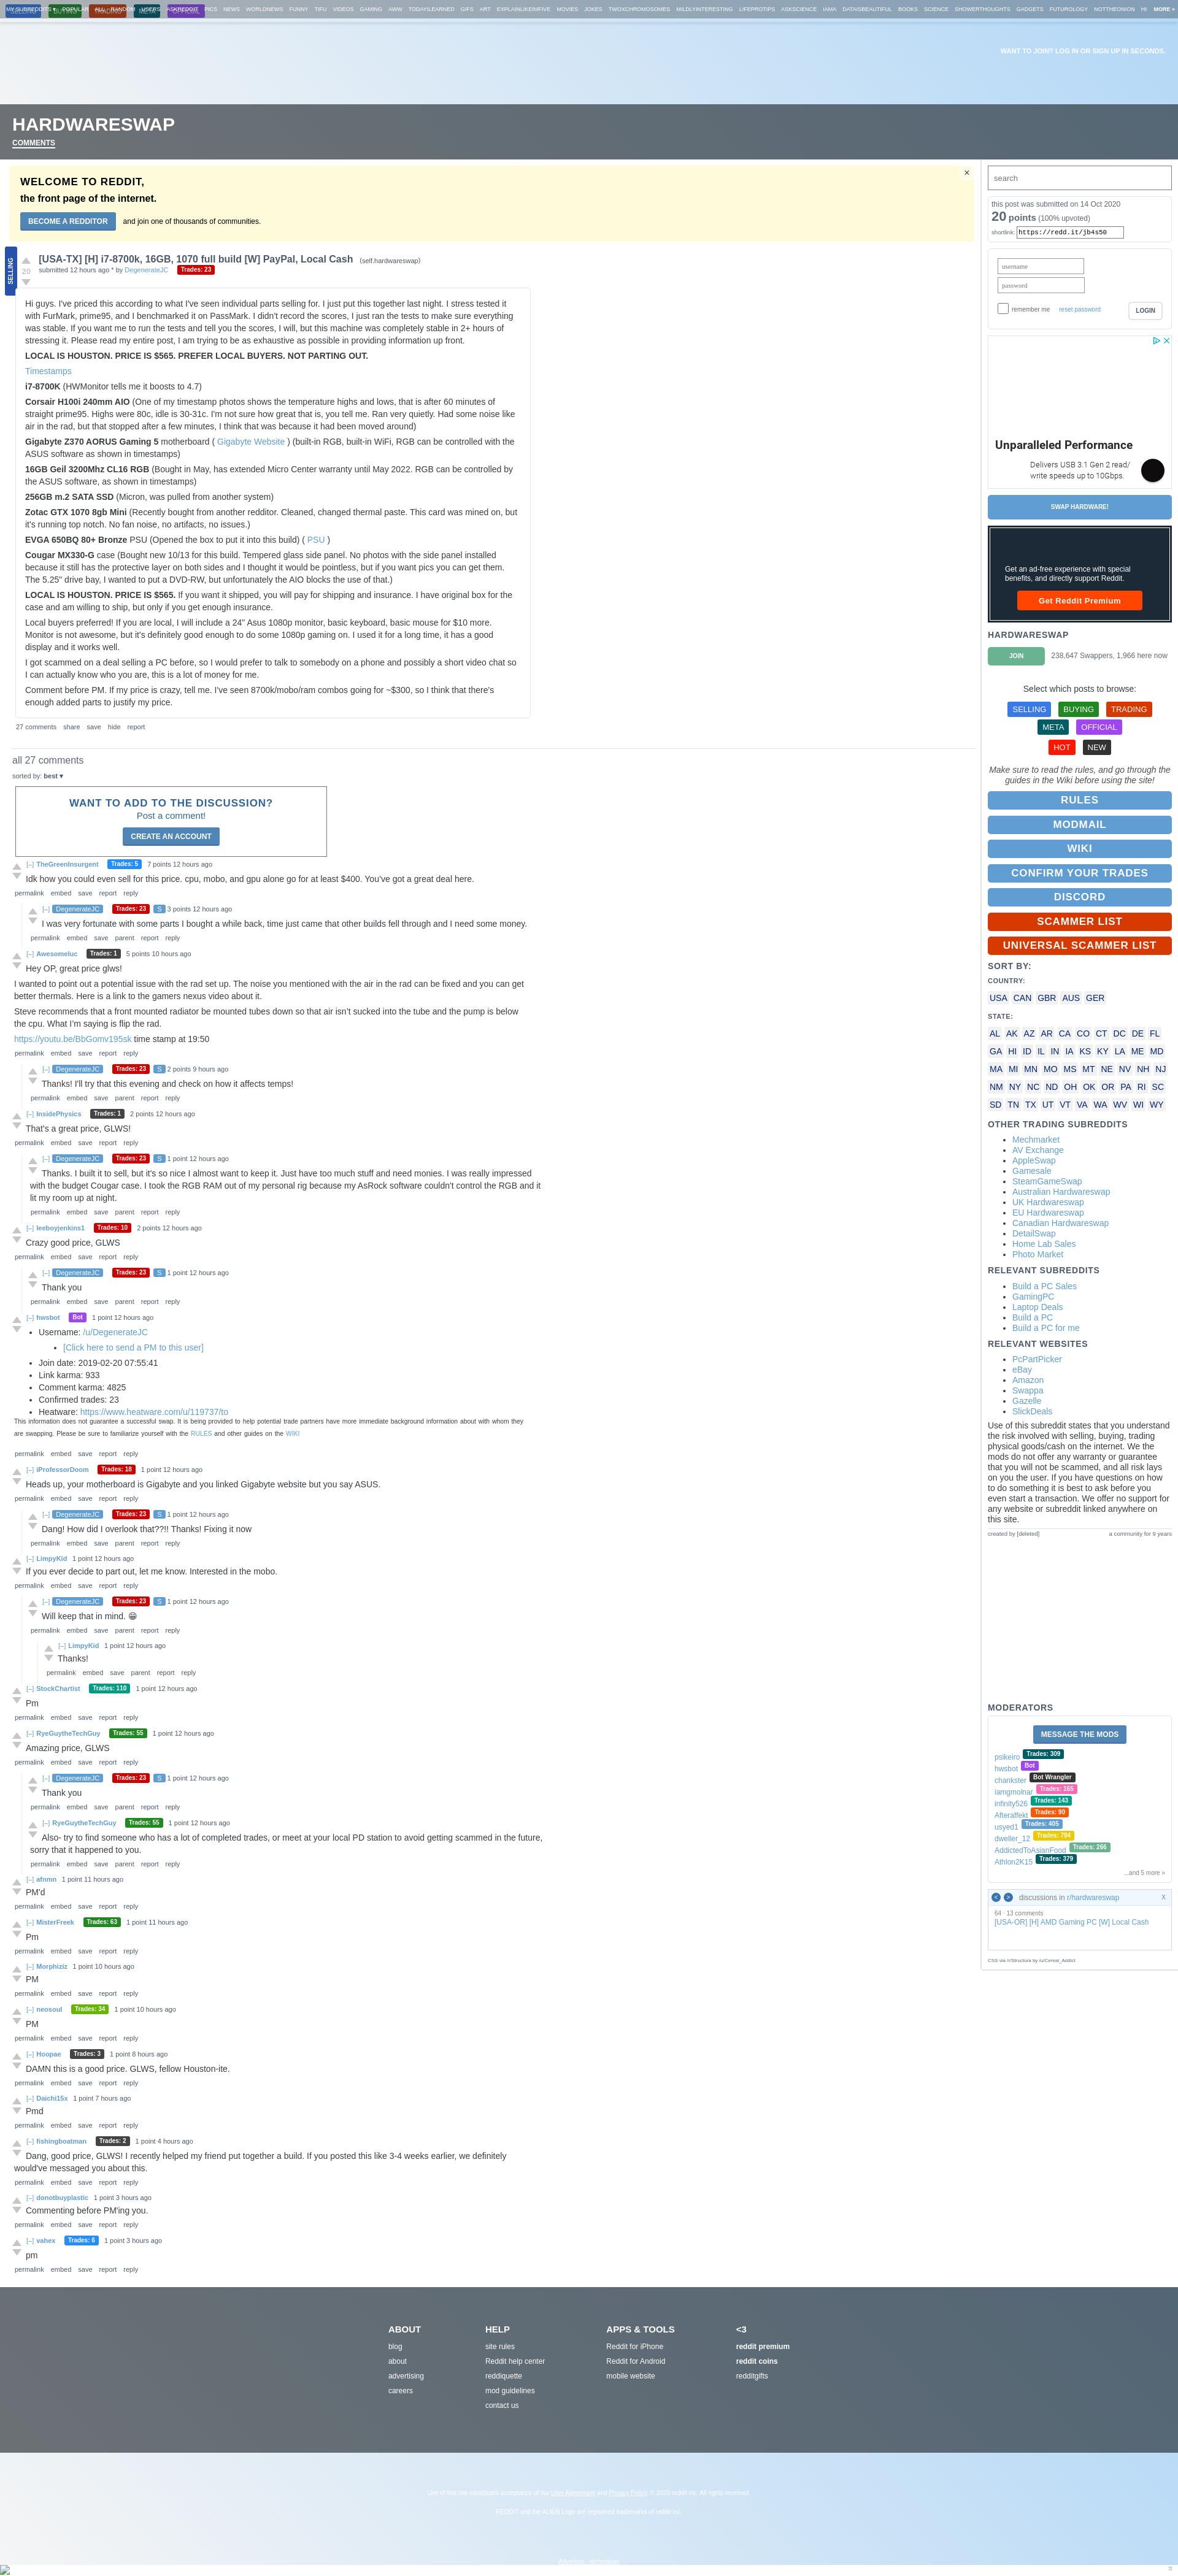 MY SUBREDDITS ▾ POPULAR ALL RANDOM USERS ASKREDDIT PICS NEWS WORLDNEWS FUNNY TIFU VIDEOS GAMING AWW TODAYILEARNED GIFS ART EXPLAINLIKEIMFIVE MOVIES JOKES TWOXCHROMOSOMES MILDLYINTERESTING LIFEPROTIPS ASKSCIENCE IAMA DATAISBEAUTIFUL BOOKS SCIENCE SHOWERTHOUGHTS GADGETS FUTUROLOGY NOTTHEONION HI MORE »
WANT TO JOIN? LOG IN OR SIGN UP IN SECONDS.
HARDWARESWAP
COMMENTS
WELCOME TO REDDIT,
the front page of the internet.
BECOME A REDDITOR and join one of thousands of communities.
×
SELLING
20
[USA-TX] [H] i7-8700k, 16GB, 1070 full build [W] PayPal, Local Cash (self.hardwareswap)
submitted 12 hours ago * by DegenerateJC Trades: 23
Hi guys. I've priced this according to what I've seen individual parts selling for. I just put this together last night. I stress tested it
with FurMark, prime95, and I benchmarked it on PassMark. I didn't record the scores, I just ran the tests to make sure everything
was stable. If you want me to run the tests and tell you the scores, I will, but this machine was completely stable in 2+ hours of
stressing it. Please read my entire post, I am trying to be as exhaustive as possible in providing information up front.
LOCAL IS HOUSTON. PRICE IS $565. PREFER LOCAL BUYERS. NOT PARTING OUT.
Timestamps
i7-8700K (HWMonitor tells me it boosts to 4.7)
Corsair H100i 240mm AIO (One of my timestamp photos shows the temperature highs and lows, that is after 60 minutes of
straight prime95. Highs were 80c, idle is 30-31c. I'm not sure how great that is, you tell me. Ran very quietly. Had some noise like
air in the rad, but that stopped after a few minutes, I think that was because it had been moved around)
Gigabyte Z370 AORUS Gaming 5 motherboard ( Gigabyte Website ) (built-in RGB, built-in WiFi, RGB can be controlled with the
ASUS software as shown in timestamps)
16GB Geil 3200Mhz CL16 RGB (Bought in May, has extended Micro Center warranty until May 2022. RGB can be controlled by
the ASUS software, as shown in timestamps)
256GB m.2 SATA SSD (Micron, was pulled from another system)
Zotac GTX 1070 8gb Mini (Recently bought from another redditor. Cleaned, changed thermal paste. This card was mined on, but
it's running top notch. No fan noise, no artifacts, no issues.)
EVGA 650BQ 80+ Bronze PSU (Opened the box to put it into this build) ( PSU )
Cougar MX330-G case (Bought new 10/13 for this build. Tempered glass side panel. No photos with the side panel installed
because it still has the protective layer on both sides and I thought it would be pointless, but if you want pics you can get them.
The 5.25" drive bay, I wanted to put a DVD-RW, but unfortunately the AIO blocks the use of that.)
LOCAL IS HOUSTON. PRICE IS $565. If you want it shipped, you will pay for shipping and insurance. I have original box for the
case and am willing to ship, but only if you get enough insurance.
Local buyers preferred! If you are local, I will include a 24" Asus 1080p monitor, basic keyboard, basic mouse for $10 more.
Monitor is not awesome, but it's definitely good enough to do some 1080p gaming on. I used it for a long time, it has a good
display and it works well.
I got scammed on a deal selling a PC before, so I would prefer to talk to somebody on a phone and possibly a short video chat so
I can actually know who you are, this is a lot of money for me.
Comment before PM. If my price is crazy, tell me. I've seen 8700k/mobo/ram combos going for ~$300, so I think that there's
enough added parts to justify my price.
27 comments share save hide report
all 27 comments
sorted by: best ▾
WANT TO ADD TO THE DISCUSSION?
Post a comment!
CREATE AN ACCOUNT
[–] TheGreenInsurgent Trades: 5 7 points 12 hours ago
Idk how you could even sell for this price. cpu, mobo, and gpu alone go for at least $400. You've got a great deal here.
permalink embed save report reply
[–] DegenerateJC Trades: 23 S 3 points 12 hours ago
I was very fortunate with some parts I bought a while back, time just came that other builds fell through and I need some money.
permalink embed save parent report reply
[–] Awesomeluc Trades: 1 5 points 10 hours ago
Hey OP, great price glws!
I wanted to point out a potential issue with the rad set up. The noise you mentioned with the air in the rad can be fixed and you can get
better thermals. Here is a link to the gamers nexus video about it.
Steve recommends that a front mounted radiator be mounted tubes down so that air isn't sucked into the tube and the pump is below
the cpu. What I'm saying is flip the rad.
https://youtu.be/BbGomv195sk time stamp at 19:50
permalink embed save report reply
[–] DegenerateJC Trades: 23 S 2 points 9 hours ago
Thanks! I'll try that this evening and check on how it affects temps!
permalink embed save parent report reply
[–] InsidePhysics Trades: 1 2 points 12 hours ago
That's a great price, GLWS!
permalink embed save report reply
[–] DegenerateJC Trades: 23 S 1 point 12 hours ago
Thanks. I built it to sell, but it's so nice I almost want to keep it. Just have too much stuff and need monies. I was really impressed
with the budget Cougar case. I took the RGB RAM out of my personal rig because my AsRock software couldn't control the RGB and it
lit my room up at night.
permalink embed save parent report reply
[–] leeboyjenkins1 Trades: 10 2 points 12 hours ago
Crazy good price, GLWS
permalink embed save report reply
[–] DegenerateJC Trades: 23 S 1 point 12 hours ago
Thank you
permalink embed save parent report reply
[–] hwsbot Bot 1 point 12 hours ago
Username: /u/DegenerateJC
[Click here to send a PM to this user]
Join date: 2019-02-20 07:55:41
Link karma: 933
Comment karma: 4825
Confirmed trades: 23
Heatware: https://www.heatware.com/u/119737/to
This information does not guarantee a successful swap. It is being provided to help potential trade partners have more immediate background information about with whom they
are swapping. Please be sure to familiarize yourself with the RULES and other guides on the WIKI
permalink embed save report reply
[–] iProfessorDoom Trades: 18 1 point 12 hours ago
Heads up, your motherboard is Gigabyte and you linked Gigabyte website but you say ASUS.
permalink embed save report reply
[–] DegenerateJC Trades: 23 S 1 point 12 hours ago
Dang! How did I overlook that??!! Thanks! Fixing it now
permalink embed save parent report reply
[–] LimpyKid 1 point 12 hours ago
If you ever decide to part out, let me know. Interested in the mobo.
permalink embed save report reply
[–] DegenerateJC Trades: 23 S 1 point 12 hours ago
Will keep that in mind. 😁
permalink embed save parent report reply
[–] LimpyKid 1 point 12 hours ago
Thanks!
permalink embed save parent report reply
[–] StockChartist Trades: 110 1 point 12 hours ago
Pm
permalink embed save report reply
[–] RyeGuytheTechGuy Trades: 55 1 point 12 hours ago
Amazing price, GLWS
permalink embed save report reply
[–] DegenerateJC Trades: 23 S 1 point 12 hours ago
Thank you
permalink embed save parent report reply
[–] RyeGuytheTechGuy Trades: 55 1 point 12 hours ago
Also- try to find someone who has a lot of completed trades, or meet at your local PD station to avoid getting scammed in the future,
sorry that it happened to you.
permalink embed save parent report reply
[–] afnmn 1 point 11 hours ago
PM'd
permalink embed save report reply
[–] MisterFreek Trades: 63 1 point 11 hours ago
Pm
permalink embed save report reply
[–] Morphiziz 1 point 10 hours ago
PM
permalink embed save report reply
[–] neosoul Trades: 34 1 point 10 hours ago
PM
permalink embed save report reply
[–] Hoopae Trades: 3 1 point 8 hours ago
DAMN this is a good price. GLWS, fellow Houston-ite.
permalink embed save report reply
[–] Daichi15x 1 point 7 hours ago
Pmd
permalink embed save report reply
[–] fishingboatman Trades: 2 1 point 4 hours ago
Dang, good price, GLWS! I recently helped my friend put together a build. If you posted this like 3-4 weeks earlier, we definitely
would've messaged you about this.
permalink embed save report reply
[–] donotbuyplastic 1 point 3 hours ago
Commenting before PM'ing you.
permalink embed save report reply
[–] vahex Trades: 6 1 point 3 hours ago
pm
permalink embed save report reply
search
this post was submitted on 14 Oct 2020
20 points (100% upvoted)
shortlink: https://redd.it/jb4s50
username
password
remember me reset password LOGIN
Unparalleled Performance
Delivers USB 3.1 Gen 2 read/
write speeds up to 10Gbps.
SWAP HARDWARE!
Get an ad-free experience with special
benefits, and directly support Reddit.
Get Reddit Premium
HARDWARESWAP
JOIN 238,647 Swappers, 1,966 here now
Select which posts to browse:
SELLING BUYING TRADING
META OFFICIAL
HOT NEW
Make sure to read the rules, and go through the
guides in the Wiki before using the site!
RULES
MODMAIL
WIKI
CONFIRM YOUR TRADES
DISCORD
SCAMMER LIST
UNIVERSAL SCAMMER LIST
SORT BY:
COUNTRY:
USA CAN GBR AUS GER
STATE:
AL AK AZ AR CA CO CT DC DE FL
GA HI ID IL IN IA KS KY LA ME MD
MA MI MN MO MS MT NE NV NH NJ
NM NY NC ND OH OK OR PA RI SC
SD TN TX UT VT VA WA WV WI WY
OTHER TRADING SUBREDDITS
Mechmarket
AV Exchange
AppleSwap
Gamesale
SteamGameSwap
Australian Hardwareswap
UK Hardwareswap
EU Hardwareswap
Canadian Hardwareswap
DetailSwap
Home Lab Sales
Photo Market
RELEVANT SUBREDDITS
Build a PC Sales
GamingPC
Laptop Deals
Build a PC
Build a PC for me
RELEVANT WEBSITES
PcPartPicker
eBay
Amazon
Swappa
Gazelle
SlickDeals
Use of this subreddit states that you understand
the risk involved with selling, buying, trading
physical goods/cash on the internet. We the
mods do not offer any warranty or guarantee
that you will not be scammed, and all risk lays
on you the user. If you have questions on how
to do something it is best to ask before you
even start a transaction. We offer no support for
any website or subreddit linked anywhere on
this site.
created by [deleted] a community for 9 years
MODERATORS
MESSAGE THE MODS
psikeiro Trades: 309
hwsbot Bot
chankster Bot Wrangler
iamgmolnar Trades: 165
infinity526 Trades: 143
Afteraffekt Trades: 90
usyed1 Trades: 405
dweller_12 Trades: 794
AddictedToAsianFood Trades: 266
Athlon2K15 Trades: 379
...and 5 more »
< > discussions in r/hardwareswap X
64 · 13 comments
[USA-OR] [H] AMD Gaming PC [W] Local Cash
CSS via /r/Structura by /u/Cereal_Addict
ABOUT
blog
about
advertising
careers
HELP
site rules
Reddit help center
reddiquette
mod guidelines
contact us
APPS & TOOLS
Reddit for iPhone
Reddit for Android
mobile website
<3
reddit premium
reddit coins
redditgifts
Use of this site constitutes acceptance of our User Agreement and Privacy Policy. © 2020 reddit inc. All rights reserved.
REDDIT and the ALIEN Logo are registered trademarks of reddit inc.
π